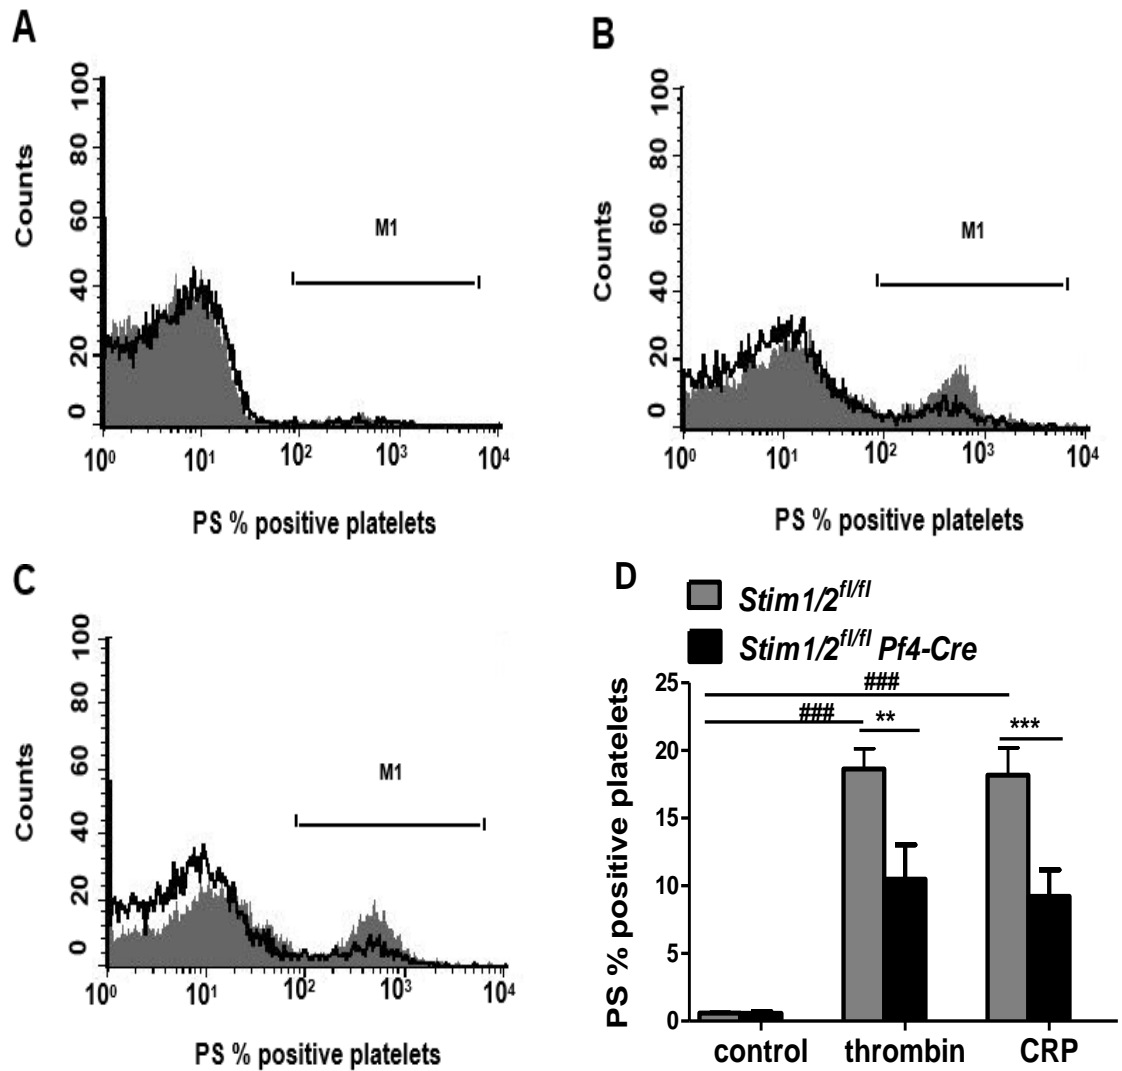 A
Counts
100
80
60
40
20
0
M1
10⁰ 10¹ 10² 10³ 10⁴
PS % positive platelets
B
Counts
100
80
60
40
20
0
M1
10⁰ 10¹ 10² 10³ 10⁴
PS % positive platelets
C
Counts
100
80
60
40
20
0
M1
10⁰ 10¹ 10² 10³ 10⁴
PS % positive platelets
D
Stim1/2fl/fl
Stim1/2fl/fl Pf4-Cre
PS % positive platelets
25
20
15
10
5
0
###
###
**
***
control thrombin CRP